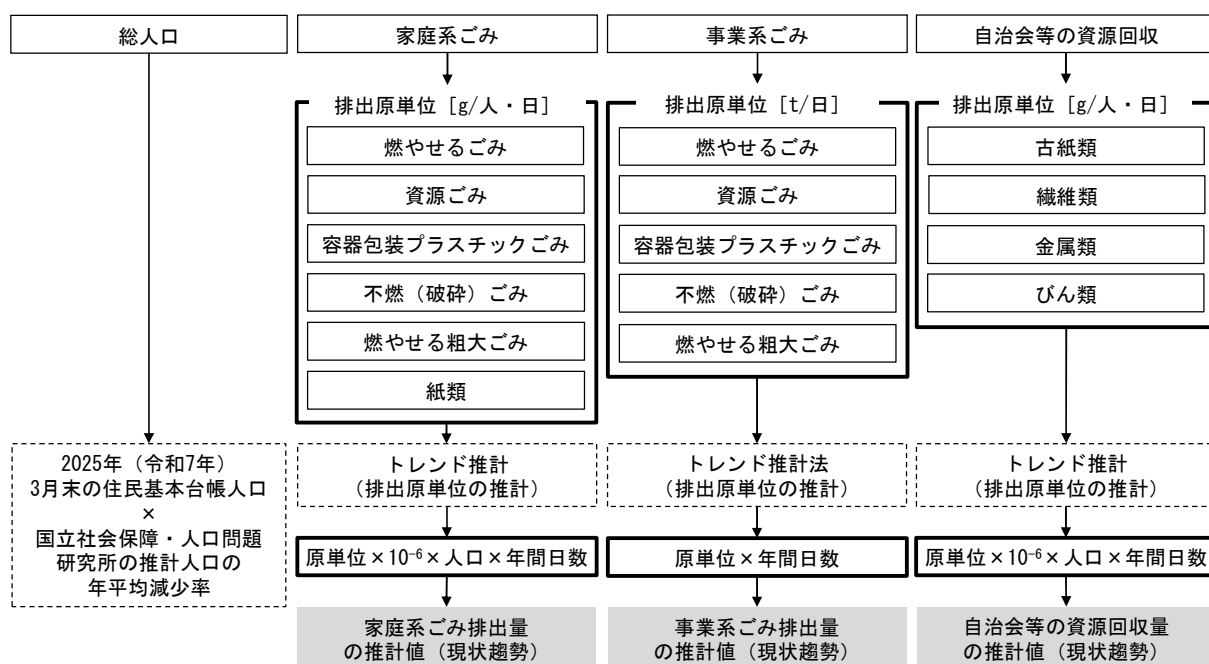 総人口
家庭系ごみ
事業系ごみ
自治会等の資源回収
排出原単位［g/人・日］
燃やせるごみ
資源ごみ
容器包装プラスチックごみ
不燃（破砕）ごみ
燃やせる粗大ごみ
紙類
排出原単位［t/日］
燃やせるごみ
資源ごみ
容器包装プラスチックごみ
不燃（破砕）ごみ
燃やせる粗大ごみ
排出原単位［g/人・日］
古紙類
繊維類
金属類
びん類
2025年（令和7年）
3月末の住民基本台帳人口
×
国立社会保障・人口問題
研究所の推計人口の
年平均減少率
トレンド推計
（排出原単位の推計）
トレンド推計法
（排出原単位の推計）
トレンド推計
（排出原単位の推計）
原単位×10⁻⁶×人口×年間日数
原単位×年間日数
原単位×10⁻⁶×人口×年間日数
家庭系ごみ排出量
の推計値（現状趨勢）
事業系ごみ排出量
の推計値（現状趨勢）
自治会等の資源回収量
の推計値（現状趨勢）